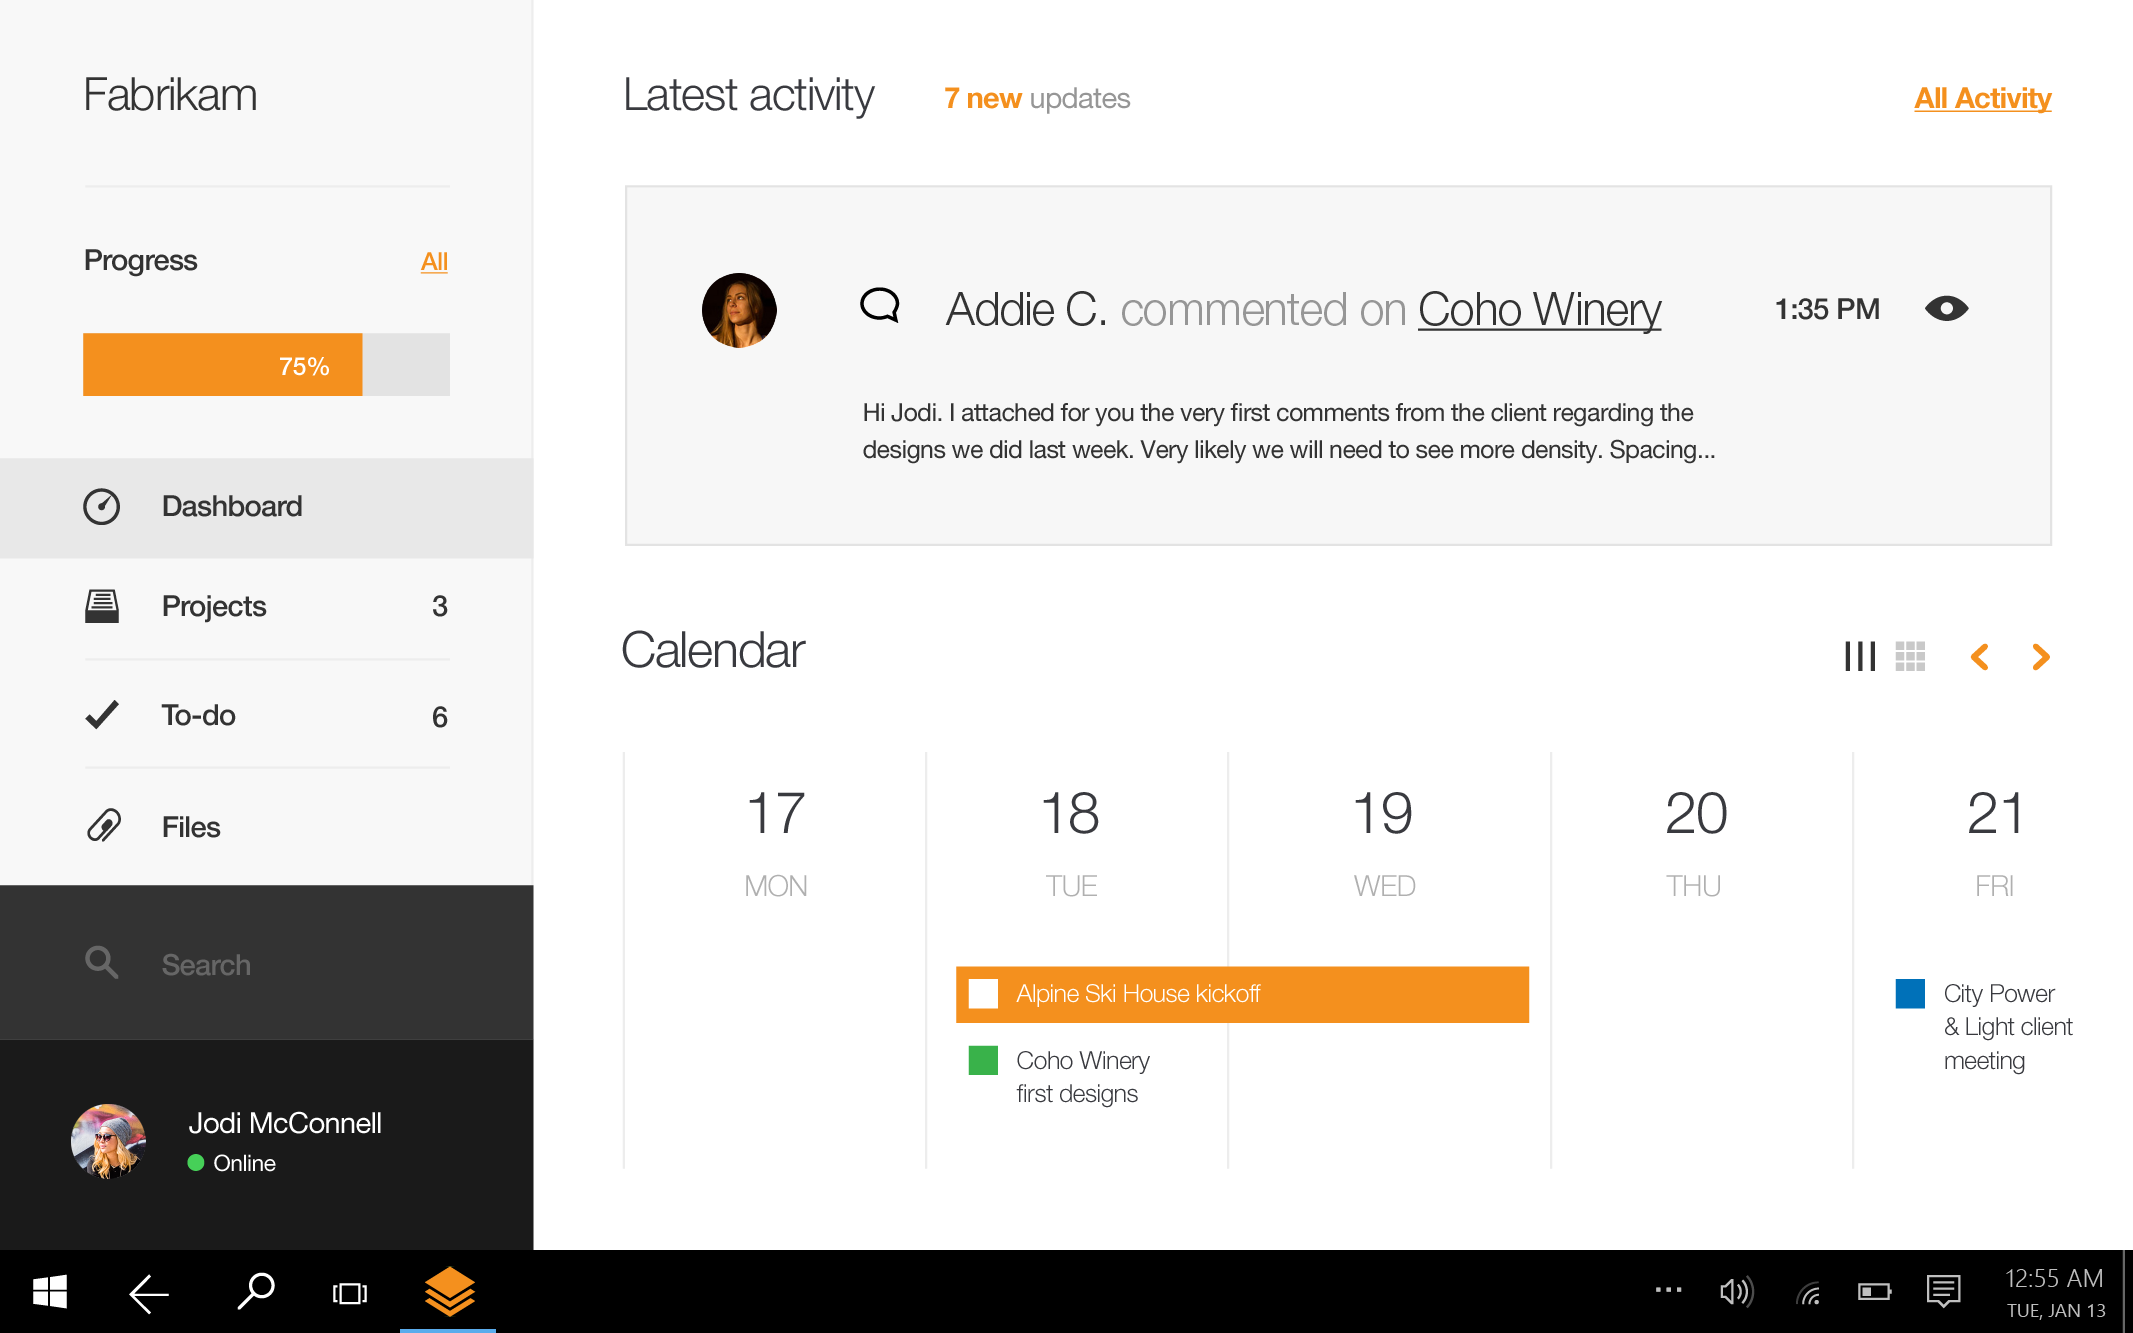 Fabrikam
Progress
All
75%
Dashboard
Projects 3
To-do 6
Files
Search
Jodi McConnell
Online
Latest activity 7 new updates All Activity
Addie C. commented on Coho Winery 1:35 PM
Hi Jodi. I attached for you the very first comments from the client regarding the
designs we did last week. Very likely we will need to see more density. Spacing...
Calendar
17 18 19 20 21
MON TUE WED THU FRI
Alpine Ski House kickoff
Coho Winery
first designs
City Power
& Light client
meeting
12:55 AM
TUE, JAN 13